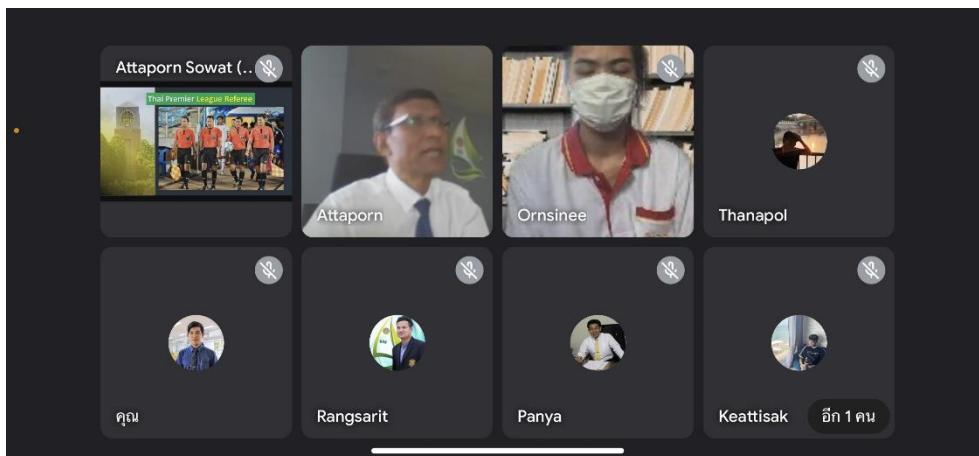 Attaporn Sowat (..
Thai Premier League Referee
Attaporn
Ornsinee
Thanapol
คุณ
Rangsarit
Panya
Keattisak
อีก 1 คน